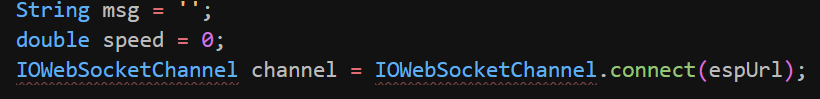 String msg = '';
double speed = 0;
IOWebSocketChannel channel = IOWebSocketChannel.connect(espUrl);